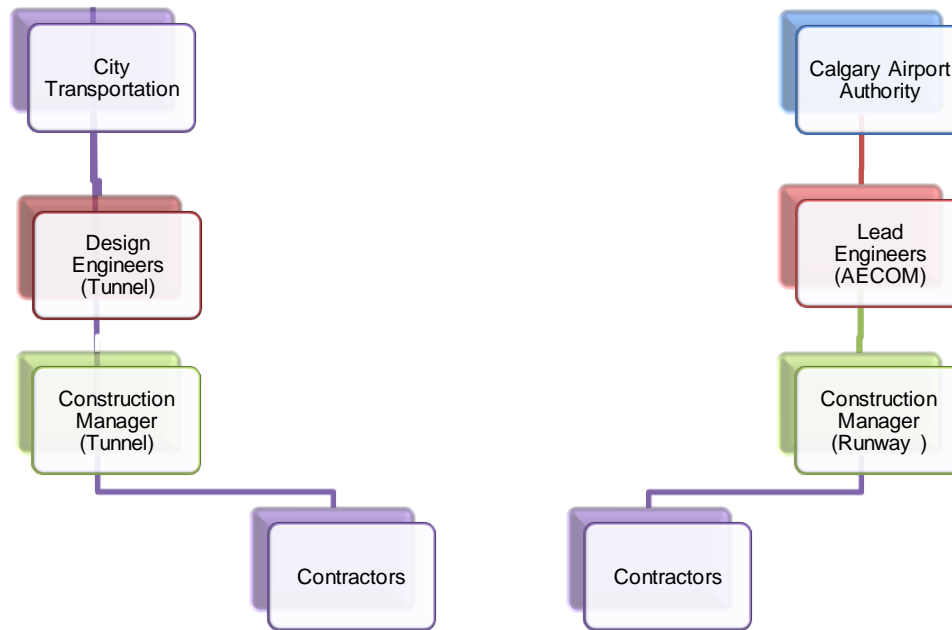 City
Transportation
Calgary Airport
Authority
Design
Engineers
(Tunnel)
Lead
Engineers
(AECOM)
Construction
Manager
(Tunnel)
Construction
Manager
(Runway )
Contractors
Contractors